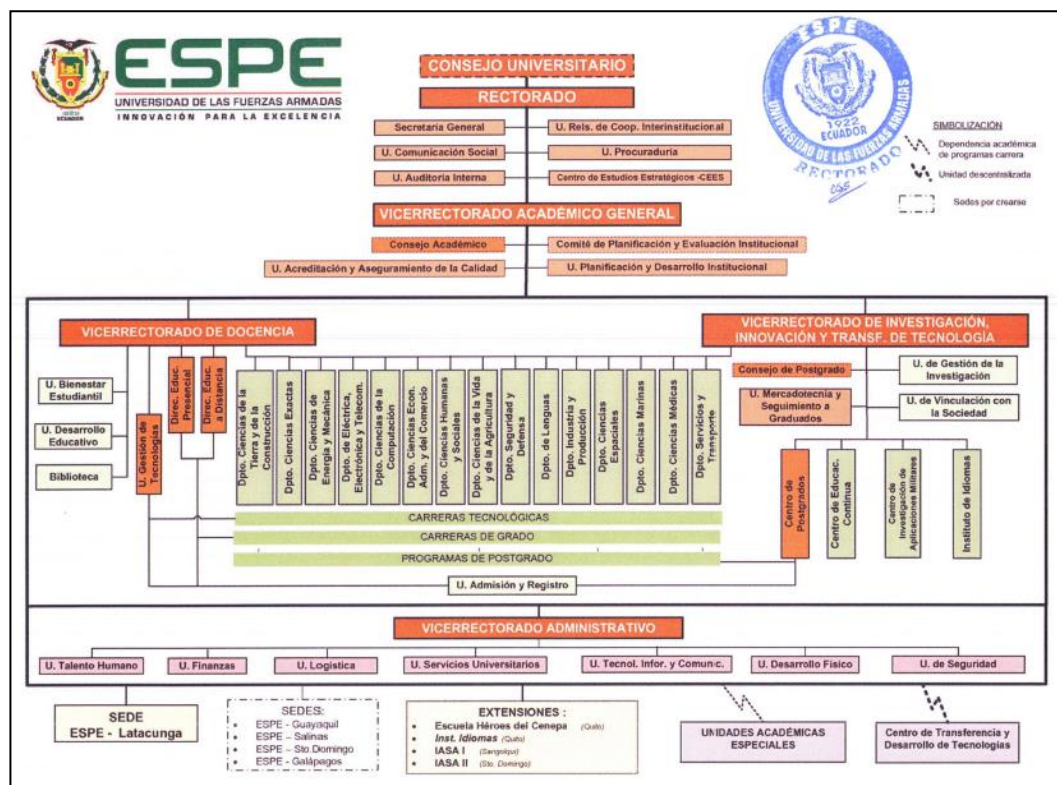 ESPE
UNIVERSIDAD DE LAS FUERZAS ARMADAS
INNOVACIÓN PARA LA EXCELENCIA
ECUADOR
CONSEJO UNIVERSITARIO
RECTORADO
Secretaría General
U. Rels. de Coop. Interinstitucional
U. Comunicación Social
U. Procuraduría
U. Auditoría Interna
Centro de Estudios Estratégicos -CEES
ESPE
1922
ECUADOR
UNIVERSIDAD DE LAS FUERZAS ARMADAS
RECTORADO
SIMBOLIZACIÓN
Dependencia académica
de programas carrera
Unidad descentralizada
Sedes por crearse
VICERRECTORADO ACADÉMICO GENERAL
Consejo Académico
Comité de Planificación y Evaluación Institucional
U. Acreditación y Aseguramiento de la Calidad
U. Planificación y Desarrollo Institucional
VICERRECTORADO DE DOCENCIA
VICERRECTORADO DE INVESTIGACIÓN,
INNOVACIÓN Y TRANSF. DE TECNOLOGÍA
U. Bienestar
Estudiantil
U. Desarrollo
Educativo
Biblioteca
U. Gestión de
Tecnologías
Direc. Educ.
Presencial
Direc. Educ.
a Distancia
Dpto. Ciencias de la
Tierra y de la
Construcción
Dpto. Ciencias Exactas
Dpto. Ciencias de
Energía y Mecánica
Dpto. de Eléctrica,
Electrónica y Telecom.
Dpto. Ciencias de la
Computación
Dpto. Ciencias Econ.
Adm. y del Comercio
Dpto. Ciencias Humanas
y Sociales
Dpto. Ciencias de la Vida
y de la Agricultura
Dpto. Seguridad y
Defensa
Dpto. de Lenguas
Dpto. Industria y
Producción
Dpto. Ciencias
Espaciales
Dpto. Ciencias Marinas
Dpto. Ciencias Médicas
Dpto. Servicios y
Transporte
Consejo de Postgrado
U. de Gestión de la
Investigación
U. Mercadotecnia y
Seguimiento a
Graduados
U. de Vinculación con
la Sociedad
Centro de
Postgrados
Centro de Educac.
Continua
Centro de
Investigación de
Aplicaciones Militares
Instituto de Idiomas
CARRERAS TECNOLÓGICAS
CARRERAS DE GRADO
PROGRAMAS DE POSTGRADO
U. Admisión y Registro
VICERRECTORADO ADMINISTRATIVO
U. Talento Humano
U. Finanzas
U. Logística
U. Servicios Universitarios
U. Tecnol. Infor. y Comunic.
U. Desarrollo Físico
U. de Seguridad
SEDE
ESPE - Latacunga
SEDES:
• ESPE - Guayaquil
• ESPE - Salinas
• ESPE – Sto.Domingo
• ESPE - Galápagos
EXTENSIONES :
• Escuela Héroes del Cenepa (Quito)
• Inst. Idiomas (Quito)
• IASA I (Sangolquí)
• IASA II (Sto. Domingo)
UNIDADES ACADÉMICAS
ESPECIALES
Centro de Transferencia y
Desarrollo de Tecnologías